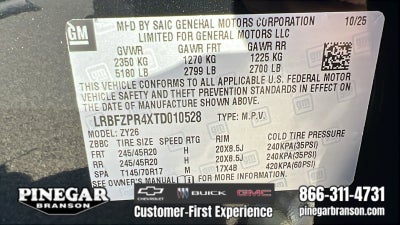 GM
MFD BY SAIC GENERAL MOTORS CORPORATION 10/25
LIMITED FOR GENERAL MOTORS LLC
GVWR GAWR FRT GAWR RR
2350 KG 1270 KG 1225 KG
5180 LB 2799 LB 2700 LB
THIS VEHICLE CONFORMS TO ALL APPLICABLE U.S. FEDERAL MOTOR
VEHICLE SAFETY AND THEFT PREVENTION STANDARDS IN EFFECT ON THE
DATE OF MANUFACTURE SHOWN ABOVE.
LRBFZPR4XTD010528 TYPE: M.P.V.
MODEL: ZY26
ZBBC TIRE SIZE SPEED RTG RIM COLD TIRE PRESSURE
FRT 245/45R20 20X8.5J 240KPA(35PSI)
RR 245/45R20 20X8.5J 240KPA(35PSI)
SPA T145/70R17 M 17X4B 420KPA(60PSI)
SEE OWNER'S MANUAL FOR MORE INFORMATION.
PINEGAR
BRANSON
CHEVROLET BUICK GMC
Customer-First Experience
866-311-4731
pinegarbranson.com